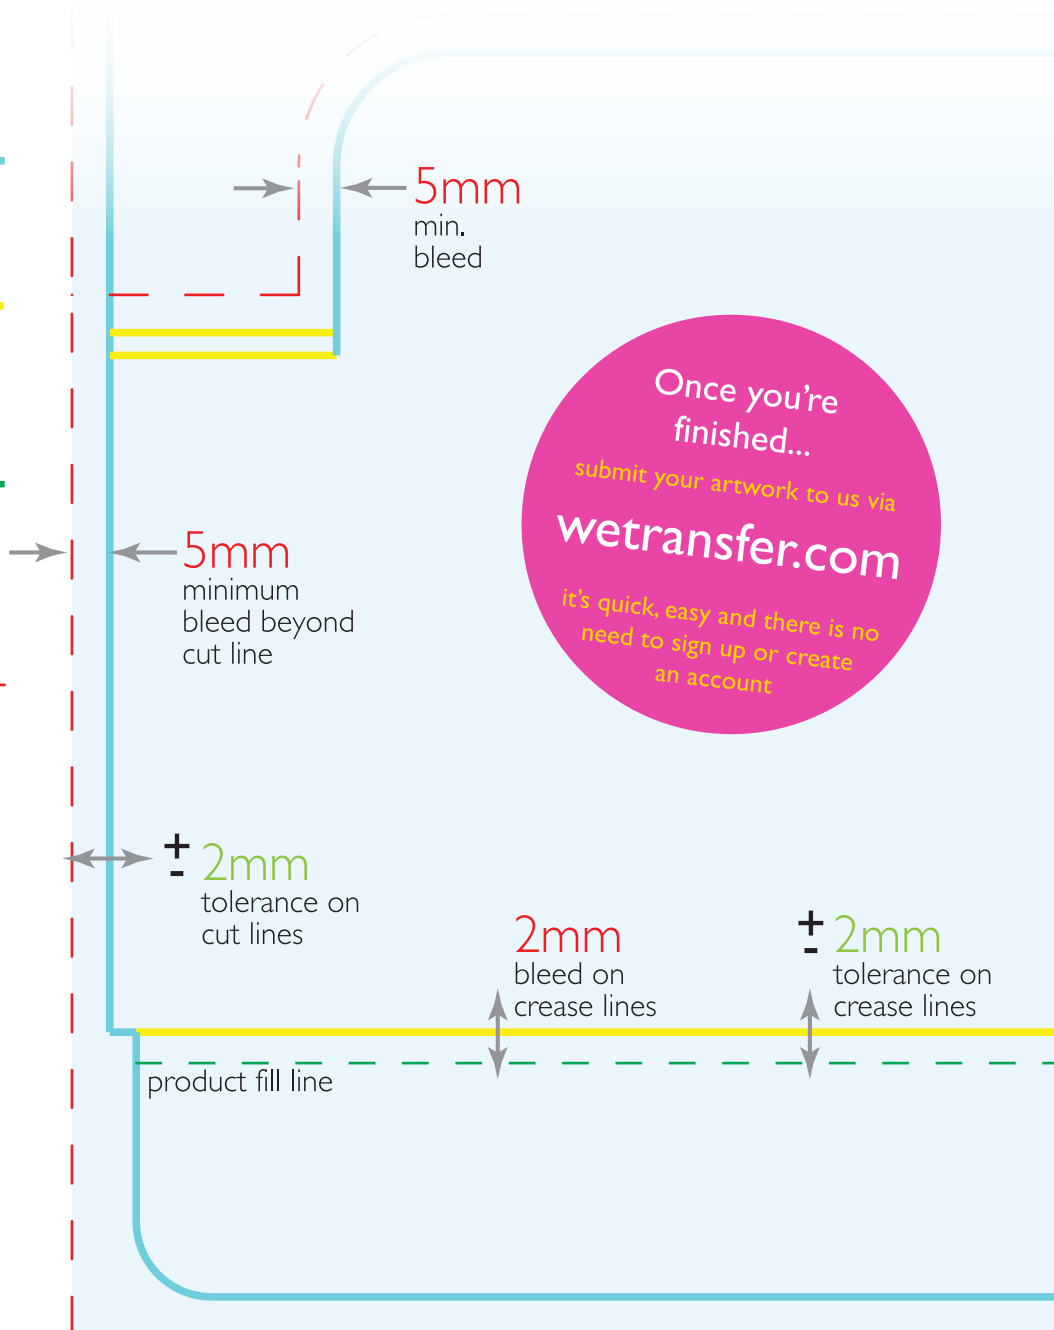 5mm
min.
bleed
Once you’re
finished...
submit your artwork to us via
wetransfer.com
it’s quick, easy and there is no
need to sign up or create
an account
5mm
minimum
bleed beyond
cut line
+
- 2mm
tolerance on
cut lines
2mm
bleed on
crease lines
+
- 2mm
tolerance on
crease lines
product fill line